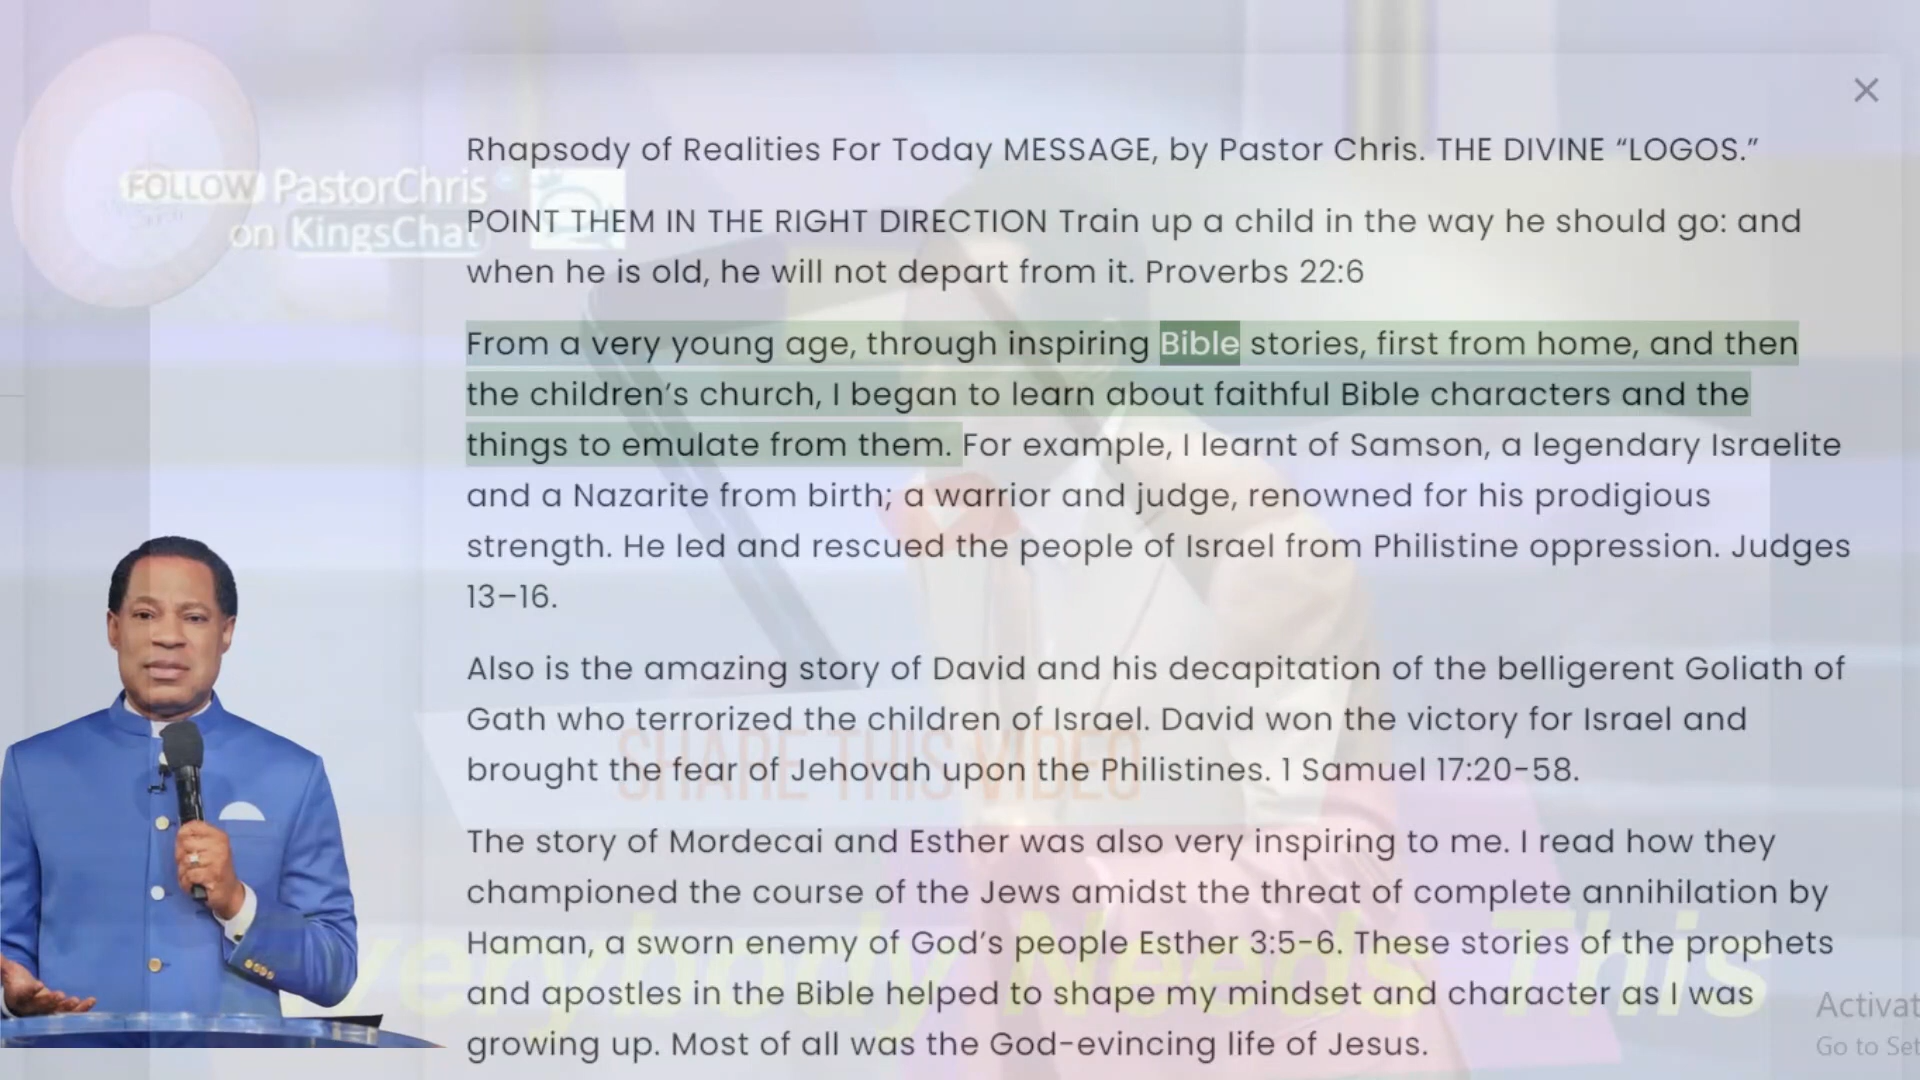 Rhapsody of Realities For Today MESSAGE, by Pastor Chris. THE DIVINE “LOGOS.”
FOLLOW PastorChris
on KingsChat
POINT THEM IN THE RIGHT DIRECTION Train up a child in the way he should go: and
when he is old, he will not depart from it. Proverbs 22:6
From a very young age, through inspiring Bible stories, first from home, and then
the children’s church, I began to learn about faithful Bible characters and the
things to emulate from them. For example, I learnt of Samson, a legendary Israelite
and a Nazarite from birth; a warrior and judge, renowned for his prodigious
strength. He led and rescued the people of Israel from Philistine oppression. Judges
13–16.
Also is the amazing story of David and his decapitation of the belligerent Goliath of
Gath who terrorized the children of Israel. David won the victory for Israel and
SHARE THIS VIDEO
brought the fear of Jehovah upon the Philistines. 1 Samuel 17:20-58.
The story of Mordecai and Esther was also very inspiring to me. I read how they
championed the course of the Jews amidst the threat of complete annihilation by
Haman, a sworn enemy of God’s people Esther 3:5-6. These stories of the prophets
Everybody Needs This
and apostles in the Bible helped to shape my mindset and character as I was
growing up. Most of all was the God-evincing life of Jesus.
Activat
Go to Set